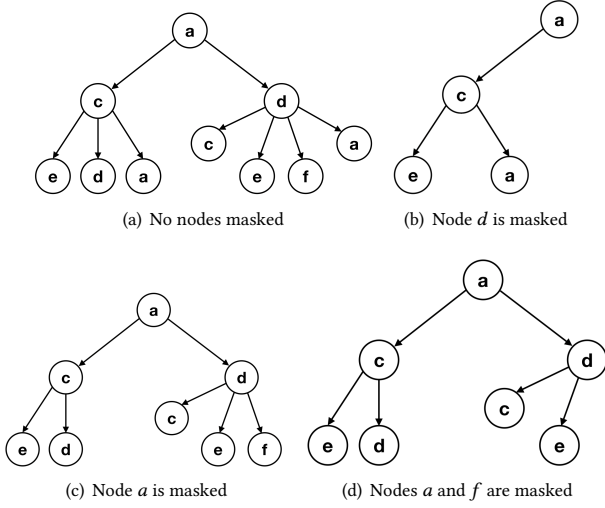 a
a
c
d
c
c
a
e
d
a
e
f
e
a
(a) No nodes masked
(b) Node d is masked
a
a
c
d
c
d
c
c
e
d
e
f
e
d
e
(c) Node a is masked
(d) Nodes a and f are masked